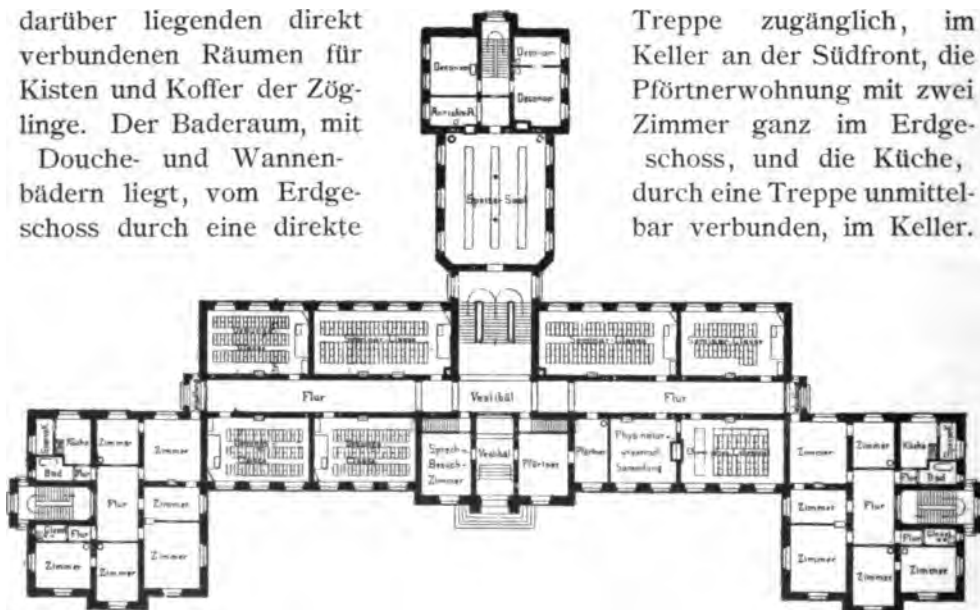 darüber liegenden direkt
verbundenen Räumen für
Kisten und Koffer der Zög-
linge. Der Baderaum, mit
Douche- und Wannen-
bädern liegt, vom Erdge-
schoss durch eine direkte
Treppe zugänglich, im
Keller an der Südfront, die
Pförtnerwohnung mit zwei
Zimmer ganz im Erdge-
schoss, und die Küche,
durch eine Treppe unmittel-
bar verbunden, im Keller.
Speise Saal
Flur
Vestibül
Flur
Küche
Zimmer
Zimmer
Bad
Flur
Flur
Zimmer
Flur
Zimmer
Zimmer
Zimmer
Sprech-
Besuch-
Zimmer
Vestibül
Pförtner
Pförtner
Sammlung
Zimmer
Zimmer
Küche
Flur
Bad
Zimmer
Flur
Flur
Zimmer
Zimmer
Zimmer